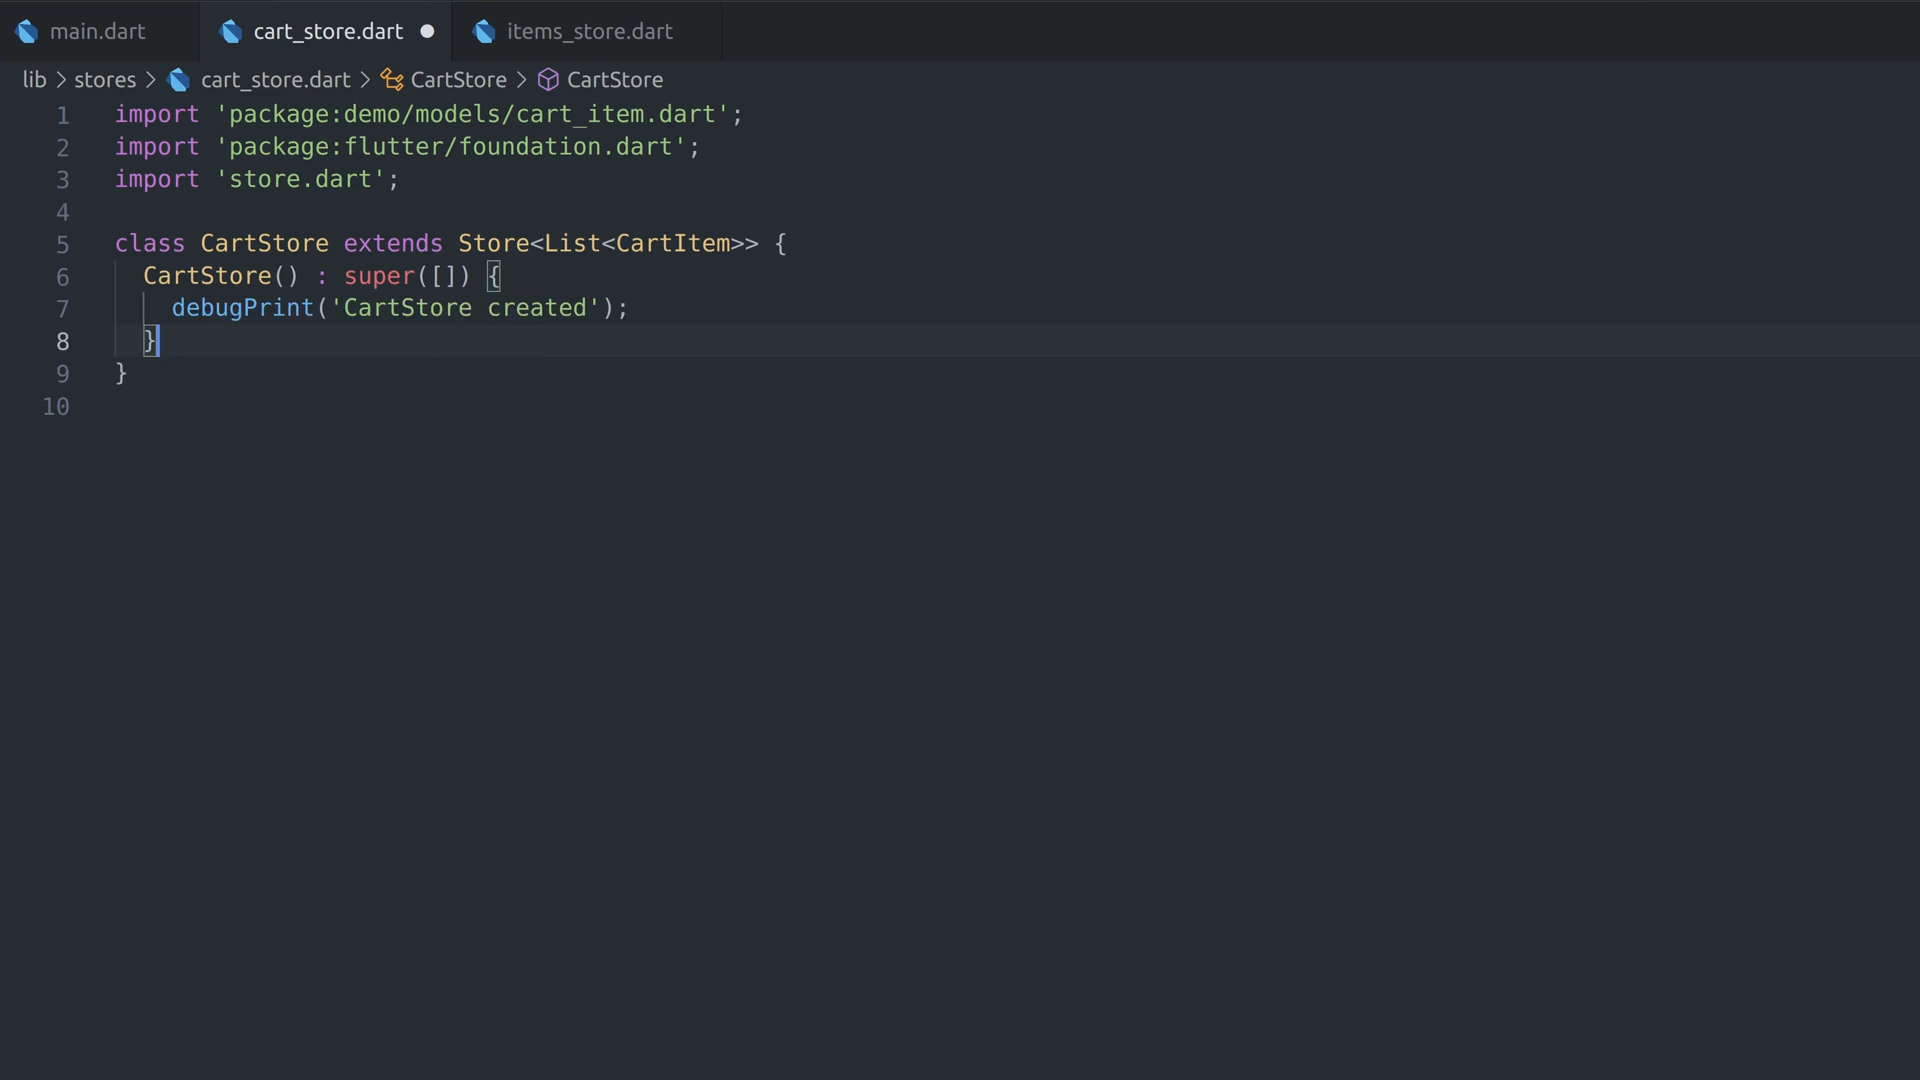 main.dart cart_store.dart items_store.dart
lib > stores > cart_store.dart > CartStore > CartStore
1 import 'package:demo/models/cart_item.dart';
2 import 'package:flutter/foundation.dart';
3 import 'store.dart';
4
5 class CartStore extends Store<List<CartItem>> {
6   CartStore() : super([]) {
7     debugPrint('CartStore created');
8   }
9 }
10